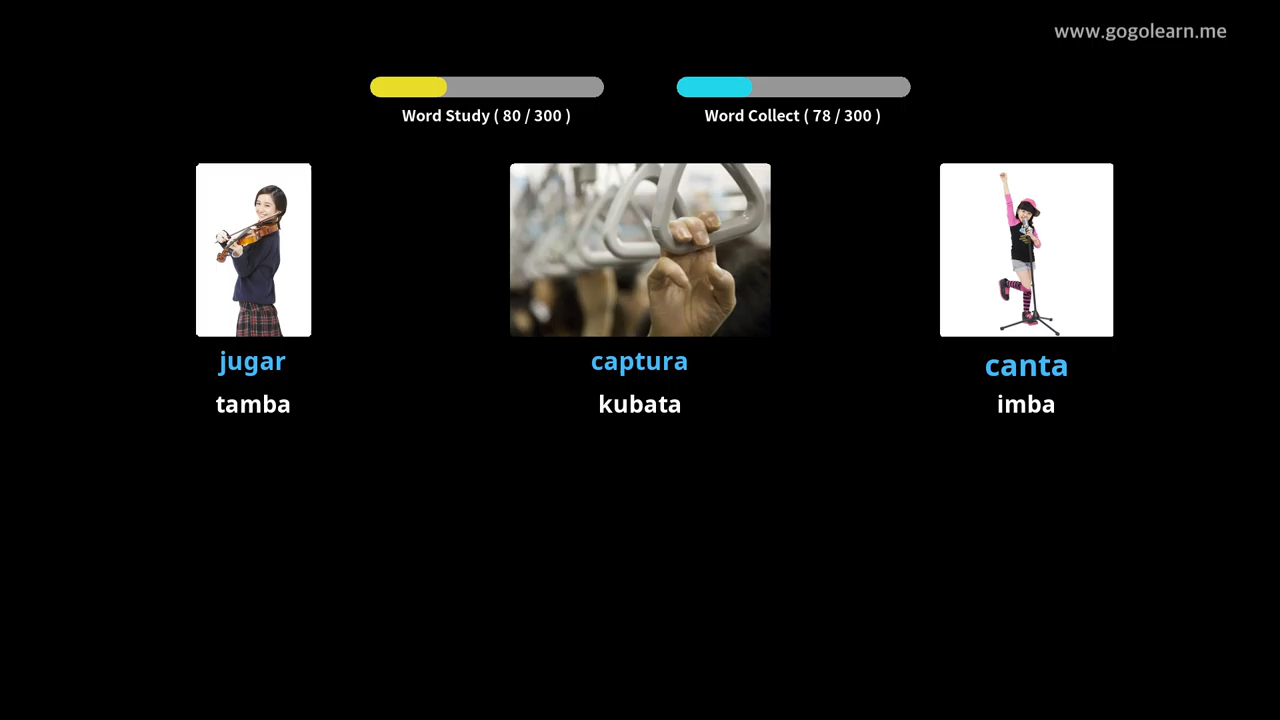 www.gogolearn.me
Word Study ( 80 / 300 )
Word Collect ( 78 / 300 )
jugar
captura
canta
tamba
kubata
imba